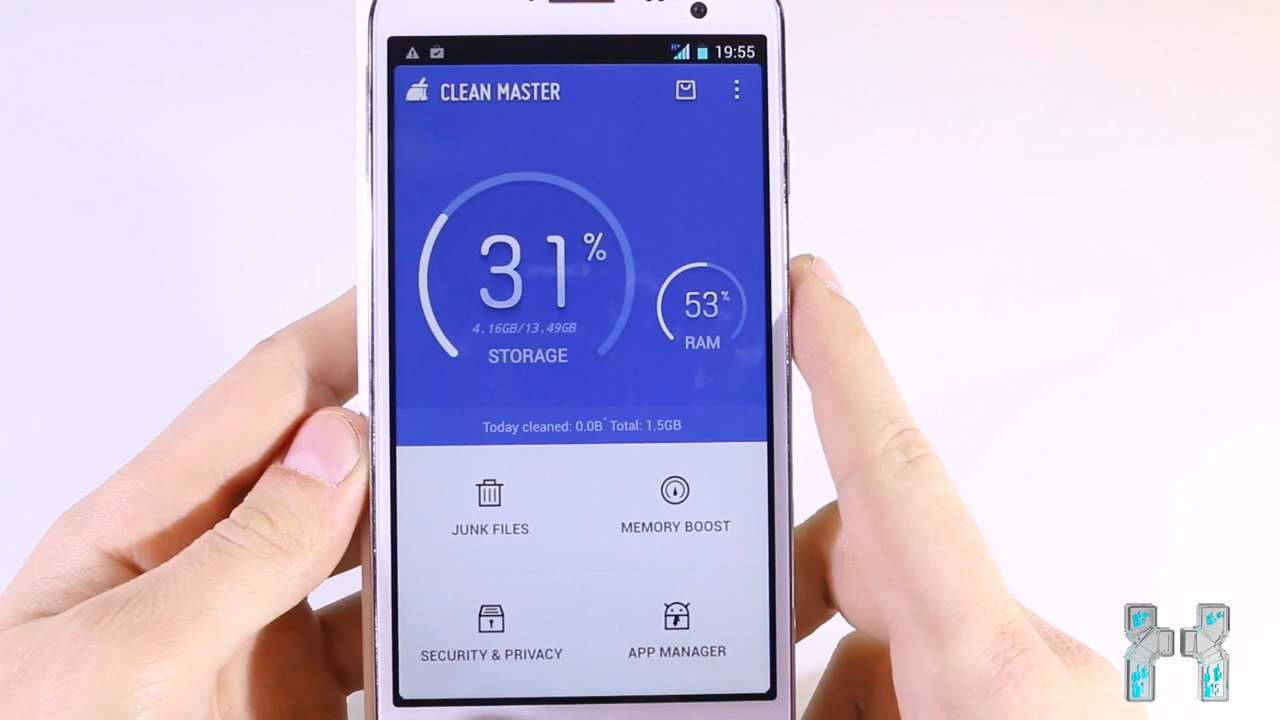 H+ 19:55
CLEAN MASTER
31%
4.16GB/13.49GB
STORAGE
53%
RAM
Today cleaned: 0.0B* Total: 1.5GB
JUNK FILES
MEMORY BOOST
SECURITY & PRIVACY
APP MANAGER